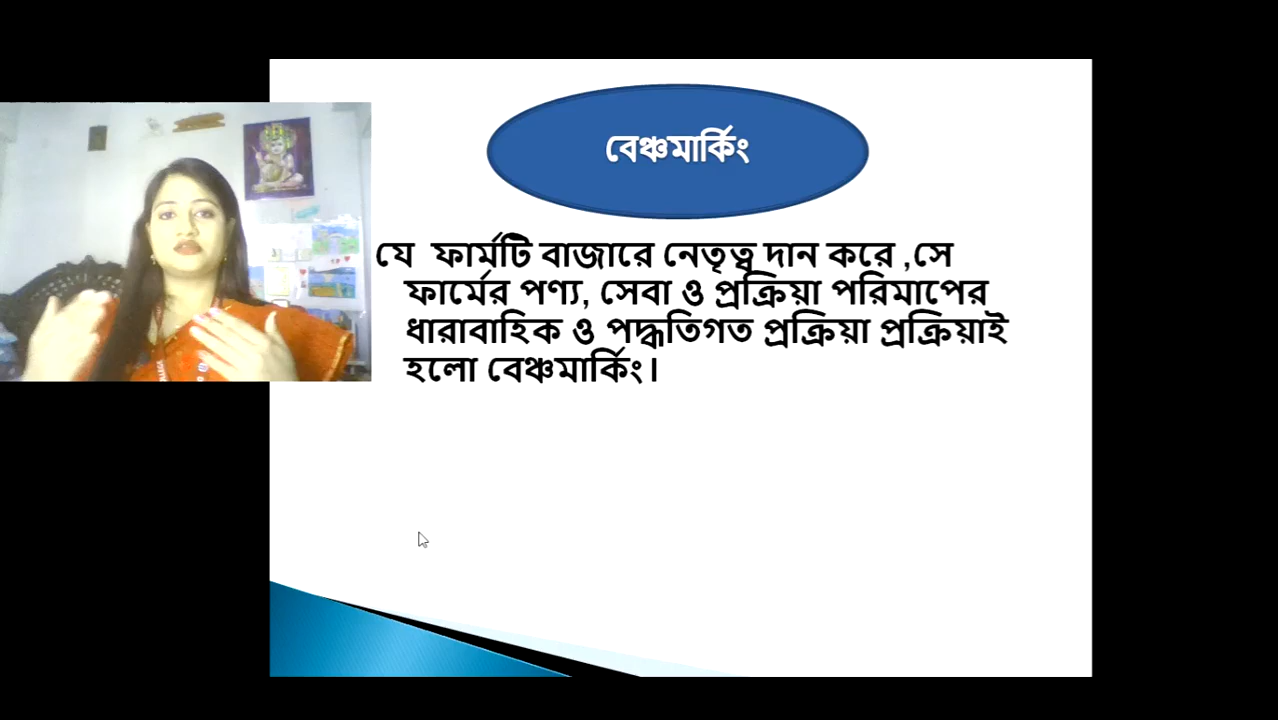 বেঞ্চমার্কিং
যে ফার্মটি বাজারে নেতৃত্ব দান করে ,সে
ফার্মের পণ্য, সেবা ও প্রক্রিয়া পরিমাপের
ধারাবাহিক ও পদ্ধতিগত প্রক্রিয়া প্রক্রিয়াই
হলো বেঞ্চমার্কিং।